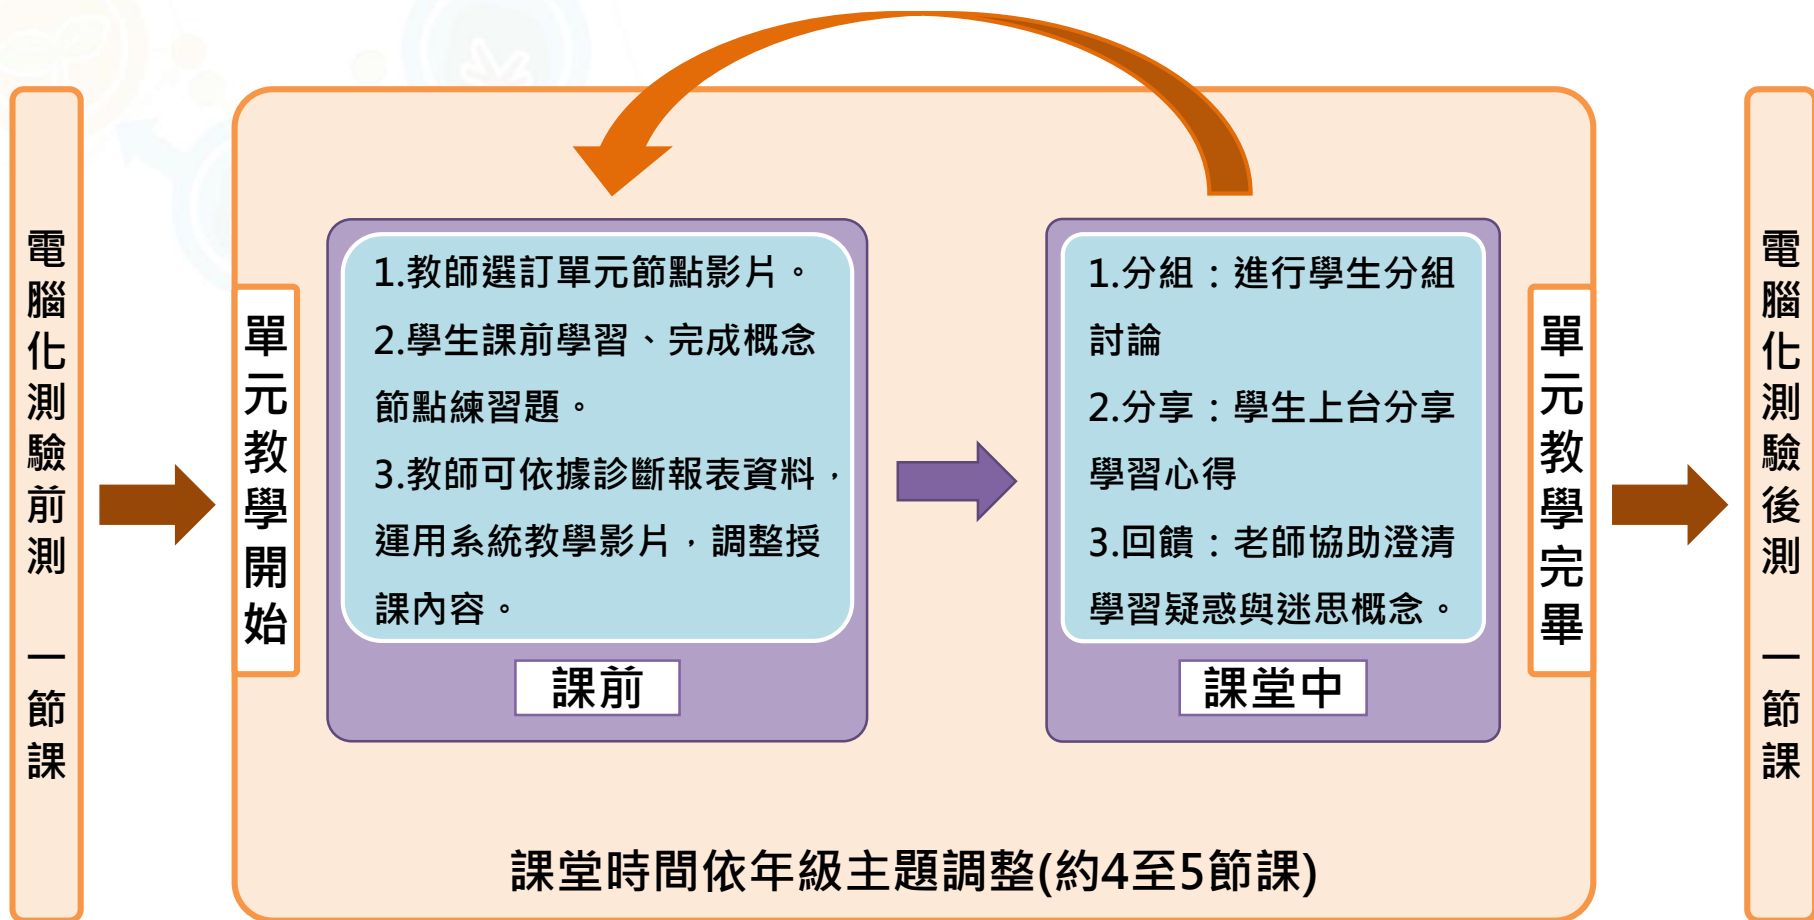 電腦化測驗前測 一節課
單元教學開始
1.教師選訂單元節點影片。
2.學生課前學習、完成概念
節點練習題。
3.教師可依據診斷報表資料，
運用系統教學影片，調整授
課內容。
課前
1.分組：進行學生分組
討論
2.分享：學生上台分享
學習心得
3.回饋：老師協助澄清
學習疑惑與迷思概念。
課堂中
單元教學完畢
課堂時間依年級主題調整(約4至5節課)
電腦化測驗後測 一節課